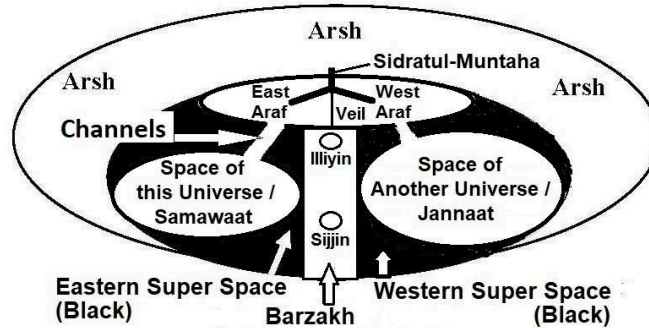 Arsh
Sidratul-Muntaha
Arsh
Arsh
East
Araf
West
Araf
Veil
Channels
Illiyin
Space of
this Universe /
Samawaat
Space of
Another Universe /
Jannaat
Sijjin
Eastern Super Space
(Black)
Western Super Space
(Black)
Barzakh